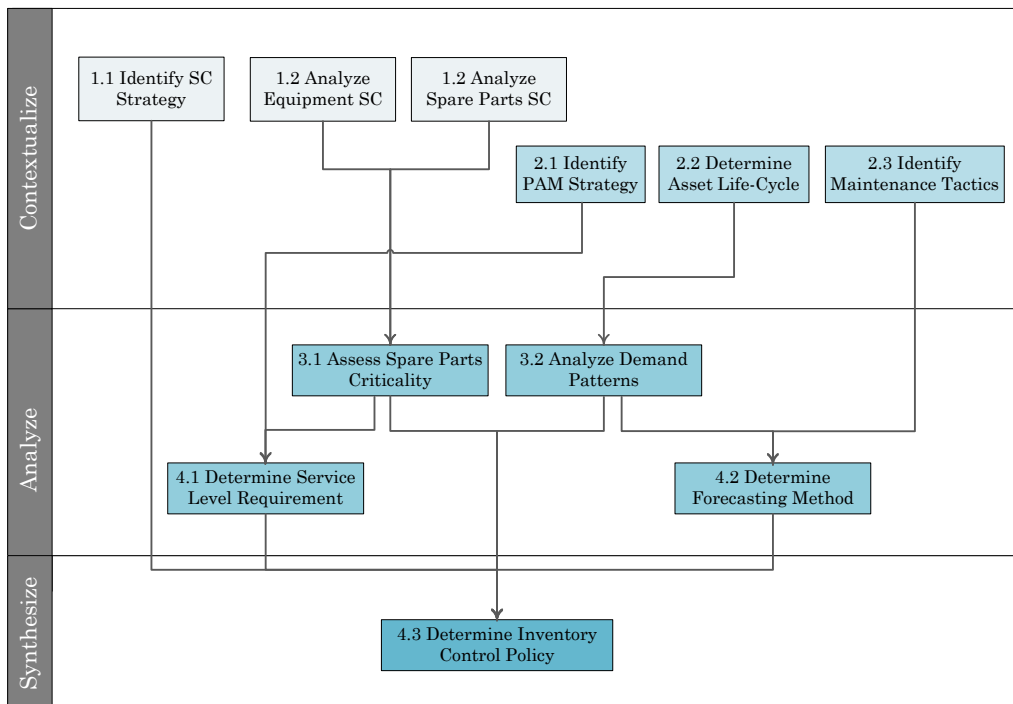 Contextualize
1.1 Identify SC
Strategy
1.2 Analyze
Equipment SC
1.2 Analyze
Spare Parts SC
2.1 Identify
PAM Strategy
2.2 Determine
Asset Life-Cycle
2.3 Identify
Maintenance Tactics
Analyze
3.1 Assess Spare Parts
Criticality
3.2 Analyze Demand
Patterns
4.1 Determine Service
Level Requirement
4.2 Determine
Forecasting Method
Synthesize
4.3 Determine Inventory
Control Policy